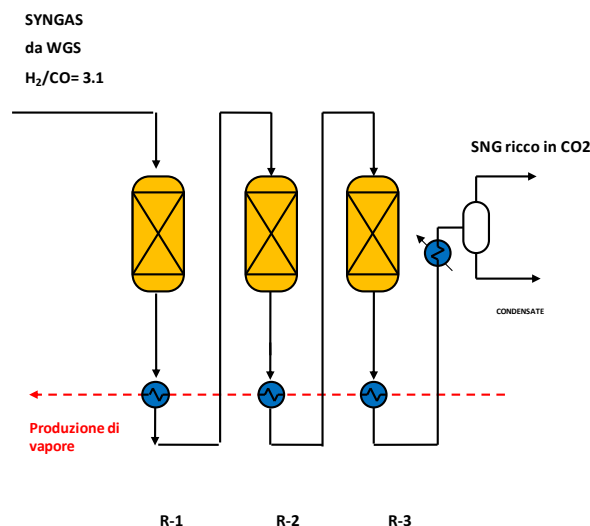 SYNGAS
da WGS
H₂/CO= 3.1
SNG ricco in CO2
CONDENSATE
Produzione di
vapore
R-1
R-2
R-3